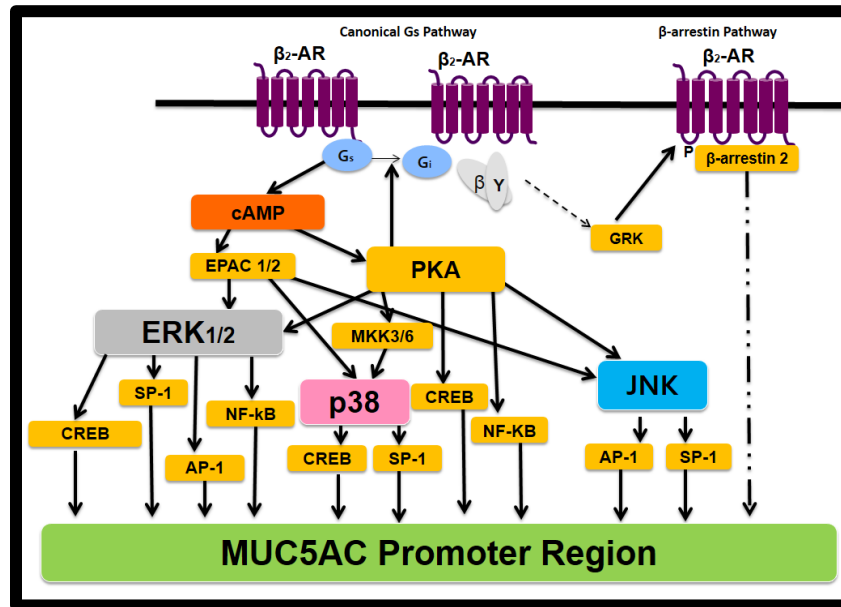 Canonical Gs Pathway
β-arrestin Pathway
β₂-AR
β₂-AR
β₂-AR
Gs
Gi
β
Y
P
β-arrestin 2
cAMP
GRK
EPAC 1/2
PKA
ERK1/2
MKK3/6
JNK
SP-1
p38
CREB
NF-kB
CREB
NF-KB
AP-1
CREB
SP-1
AP-1
SP-1
MUC5AC Promoter Region